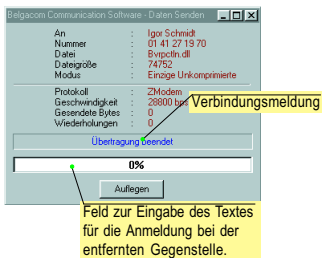 Belgacom Communication Software - Daten Senden
An : Igor Schmidt
Nummer : 01 41 27 19 70
Datei : Bvrpctln.dll
Dateigröße : 74752
Modus : Einzige Unkomprimierte
Protokoll : ZModem
Geschwindigkeit : 28800 bps
Gesendete Bytes : 0
Wiederholungen : 0
Verbindungsmeldung
Übertragung beendet
0%
Auflegen
Feld zur Eingabe des Textes
für die Anmeldung bei der
entfernten Gegenstelle.